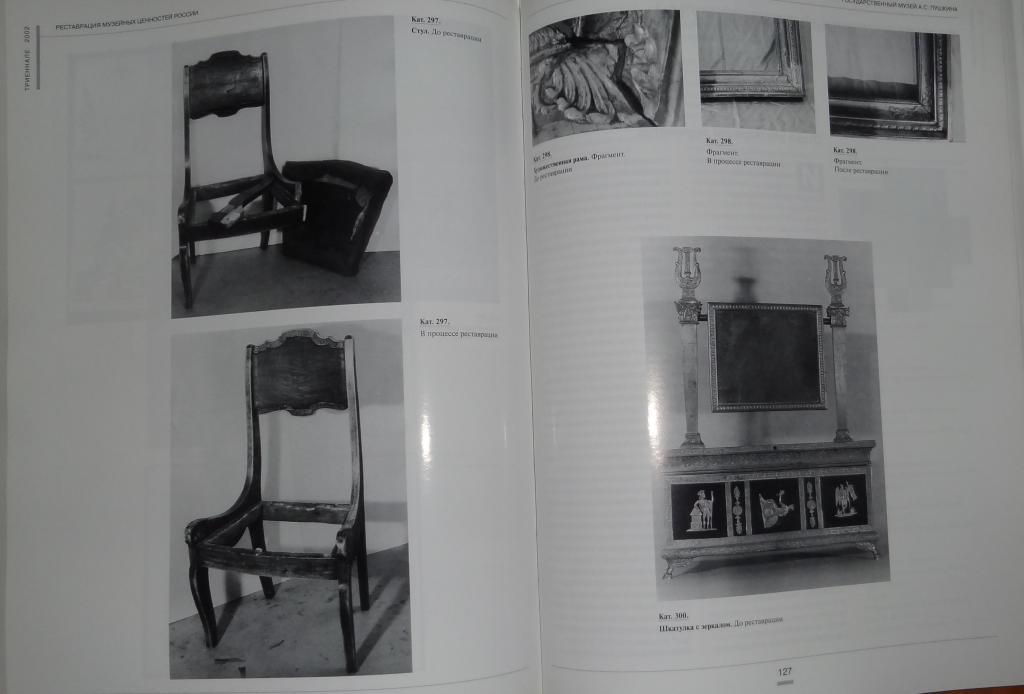 РЕСТАВРАЦИЯ МУЗЕЙНЫХ ЦЕННОСТЕЙ РОССИИ
ТРИЕННАЛЕ 2002
Кат. 297.
Стул. До реставрации
Кат. 297.
В процессе реставрации
ГОСУДАРСТВЕННЫЙ МУЗЕЙ А.С. ПУШКИНА
Кат. 298.
Художественная рама. Фрагмент.
До реставрации
Кат. 298.
Фрагмент.
В процессе реставрации
Кат. 298.
Фрагмент.
После реставрации
Кат. 300.
Шкатулка с зеркалом. До реставрации
127